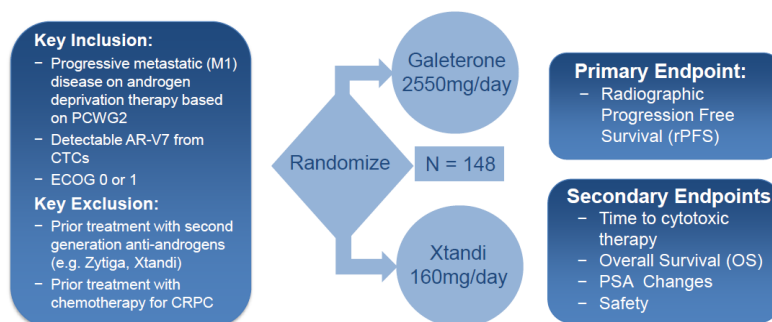 Key Inclusion:
− Progressive metastatic (M1)
disease on androgen
deprivation therapy based
on PCWG2
− Detectable AR-V7 from
CTCs
− ECOG 0 or 1
Key Exclusion:
− Prior treatment with second
generation anti-androgens
(e.g. Zytiga, Xtandi)
− Prior treatment with
chemotherapy for CRPC
Randomize
Galeterone
2550mg/day
N = 148
Xtandi
160mg/day
Primary Endpoint:
− Radiographic
Progression Free
Survival (rPFS)
Secondary Endpoints:
− Time to cytotoxic
therapy
− Overall Survival (OS)
− PSA Changes
− Safety